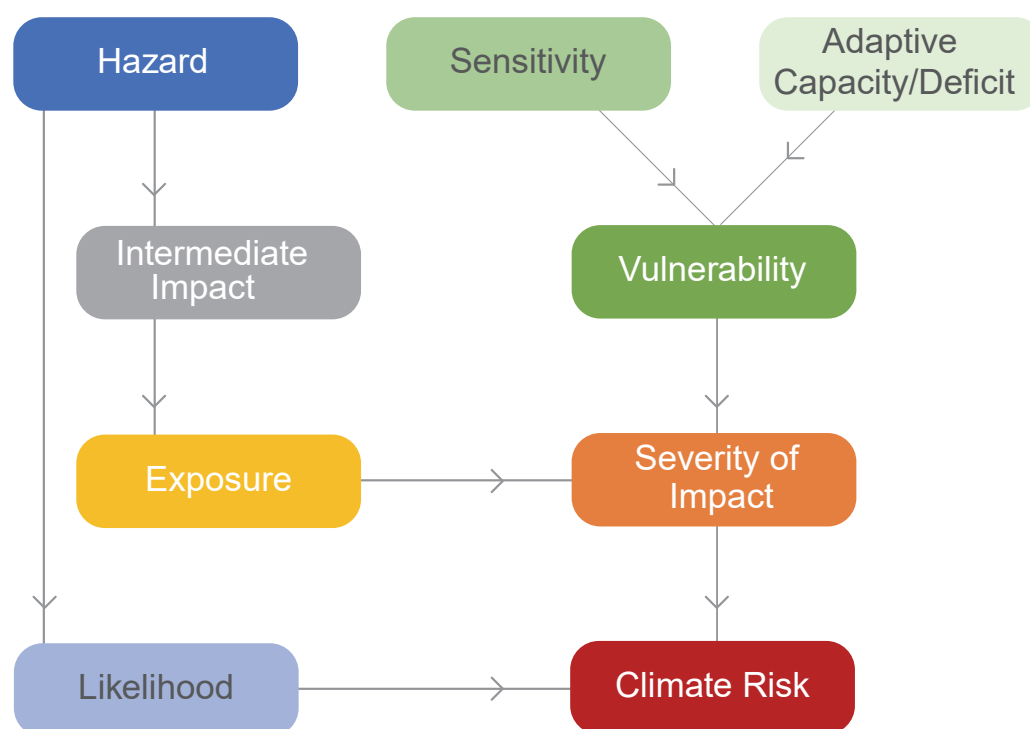 Hazard
Sensitivity
Adaptive
Capacity/Deficit
Intermediate
Impact
Vulnerability
Exposure
Severity of
Impact
Likelihood
Climate Risk